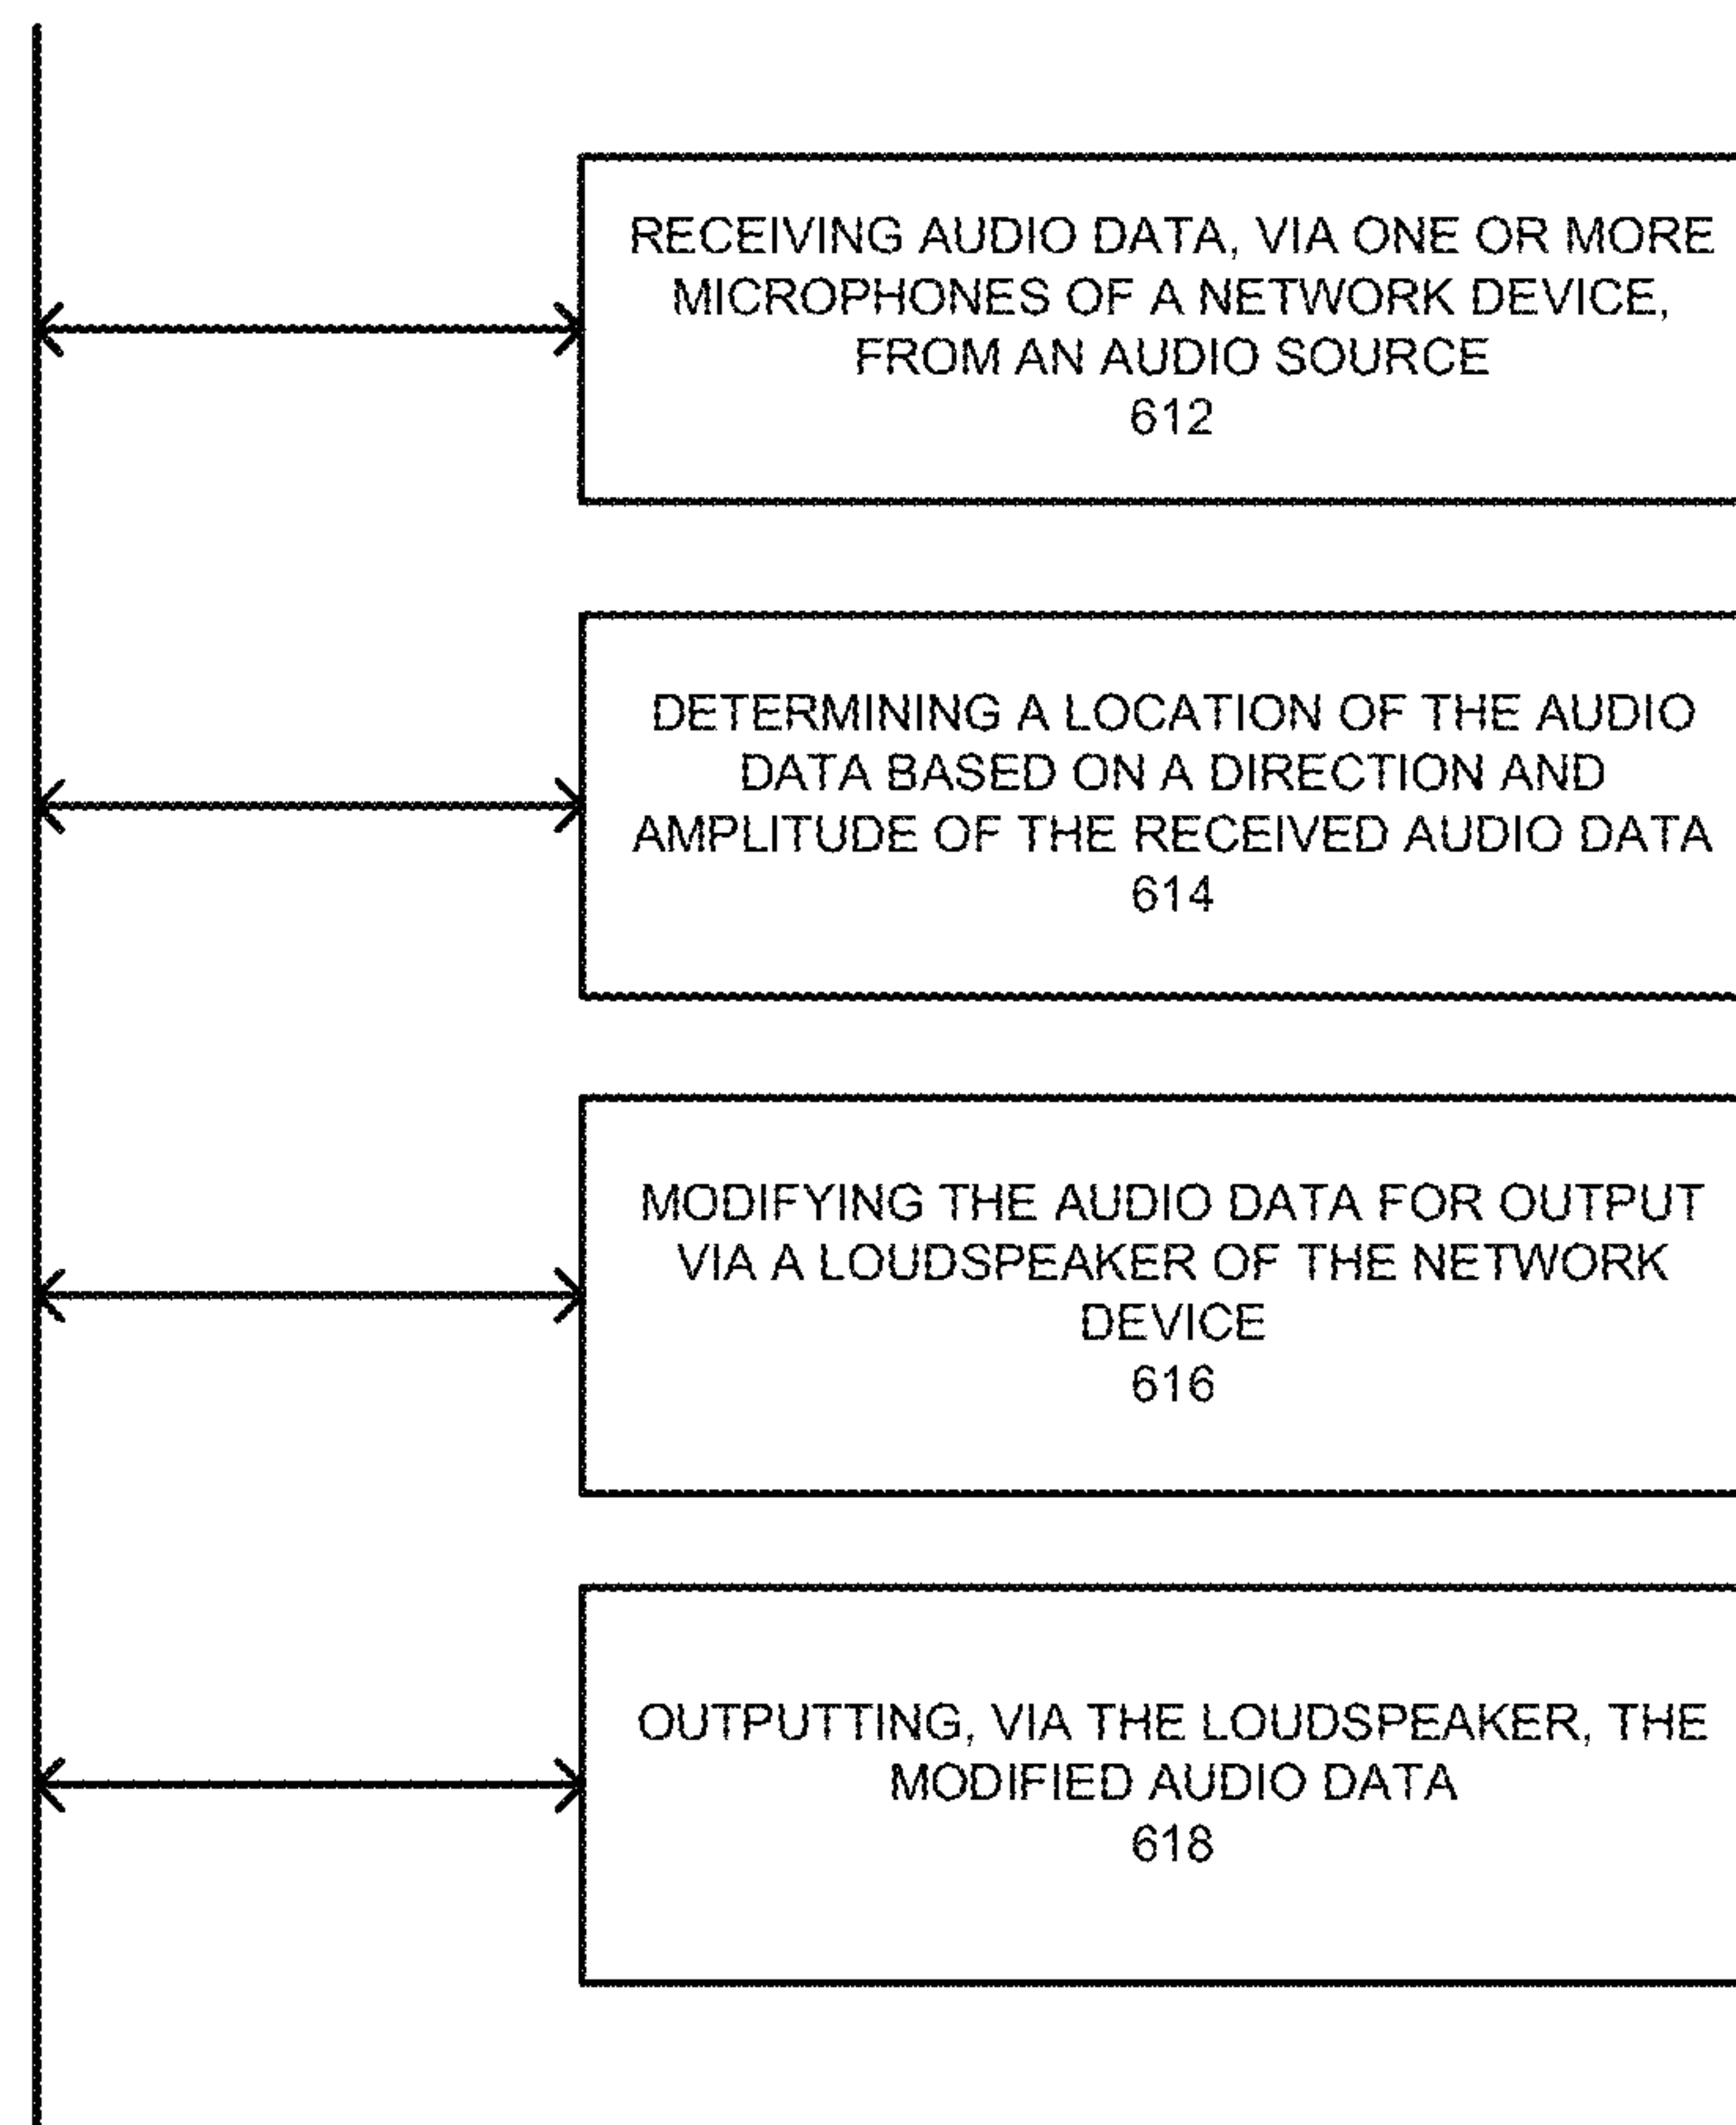 RECEIVING AUDIO DATA, VIA ONE OR MORE
MICROPHONES OF A NETWORK DEVICE,
FROM AN AUDIO SOURCE
612
DETERMINING A LOCATION OF THE AUDIO
DATA BASED ON A DIRECTION AND
AMPLITUDE OF THE RECEIVED AUDIO DATA
614
MODIFYING THE AUDIO DATA FOR OUTPUT
VIA A LOUDSPEAKER OF THE NETWORK
DEVICE
616
OUTPUTTING, VIA THE LOUDSPEAKER, THE
MODIFIED AUDIO DATA
618